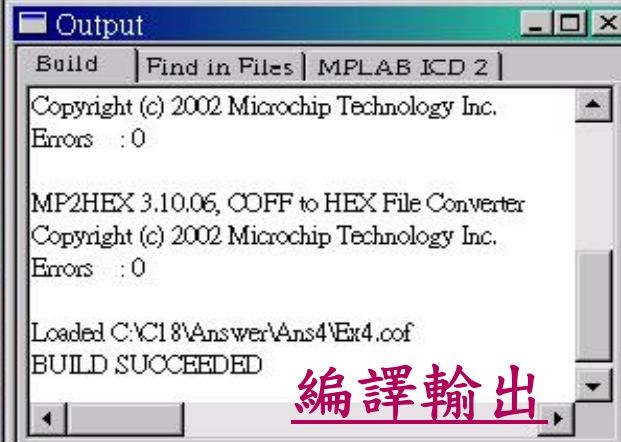 Output
Build Find in Files MPLAB ICD 2
Copyright (c) 2002 Microchip Technology Inc.
Errors : 0
MP2HEX 3.10.06, COFF to HEX File Converter
Copyright (c) 2002 Microchip Technology Inc.
Errors : 0
Loaded C:\C18\Answer\Ans4\Ex4.cof
BUILD SUCCEEDED
編譯輸出